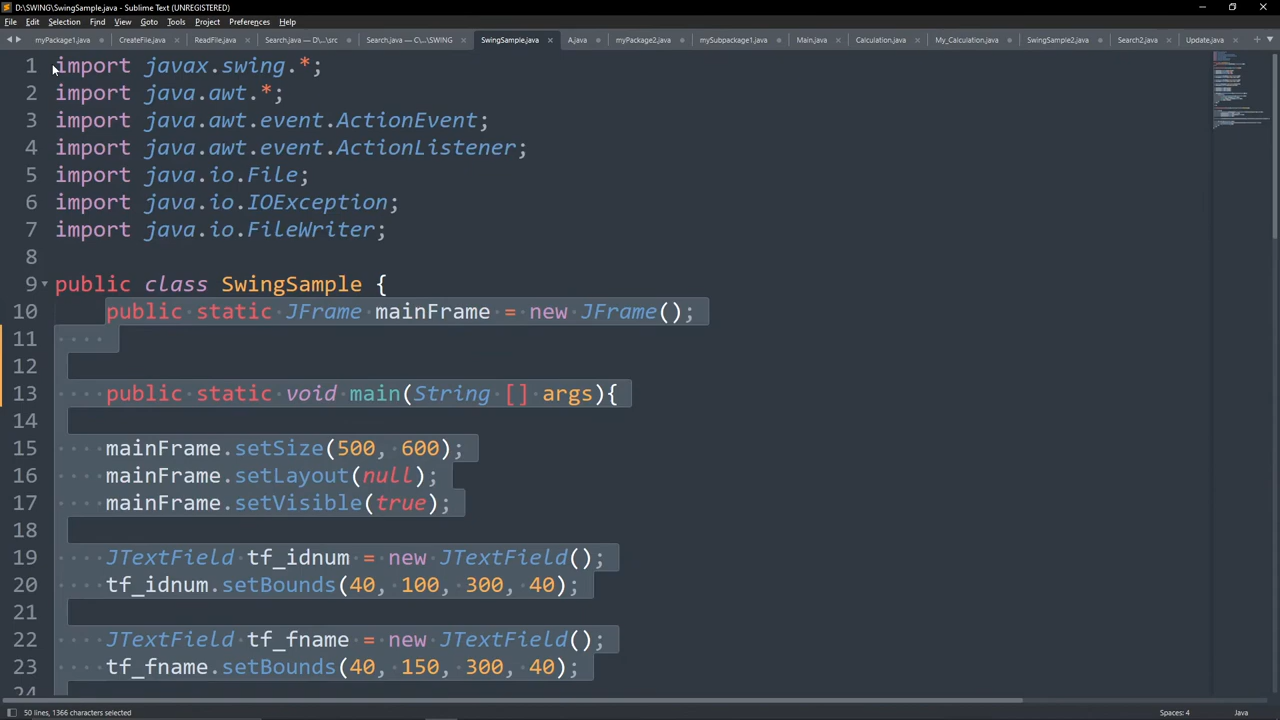 D:\SWING\SwingSample.java - Sublime Text (UNREGISTERED)
File Edit Selection Find View Goto Tools Project Preferences Help
myPackage1.java CreateFile.java ReadFile.java Search.java — D:\...\src Search.java — C:\...\SWING SwingSample.java A.java myPackage2.java mySubpackage1.java Main.java Calculation.java My_Calculation.java SwingSample2.java Search2.java Update.java
1 import javax.swing.*;
2 import java.awt.*;
3 import java.awt.event.ActionEvent;
4 import java.awt.event.ActionListener;
5 import java.io.File;
6 import java.io.IOException;
7 import java.io.FileWriter;
8
9 public class SwingSample {
10 public static JFrame mainFrame = new JFrame();
11
12
13 public static void main(String [] args){
14
15 mainFrame.setSize(500, 600);
16 mainFrame.setLayout(null);
17 mainFrame.setVisible(true);
18
19 JTextField tf_idnum = new JTextField();
20 tf_idnum.setBounds(40, 100, 300, 40);
21
22 JTextField tf_fname = new JTextField();
23 tf_fname.setBounds(40, 150, 300, 40);
24
50 lines, 1366 characters selected
Spaces: 4 Java